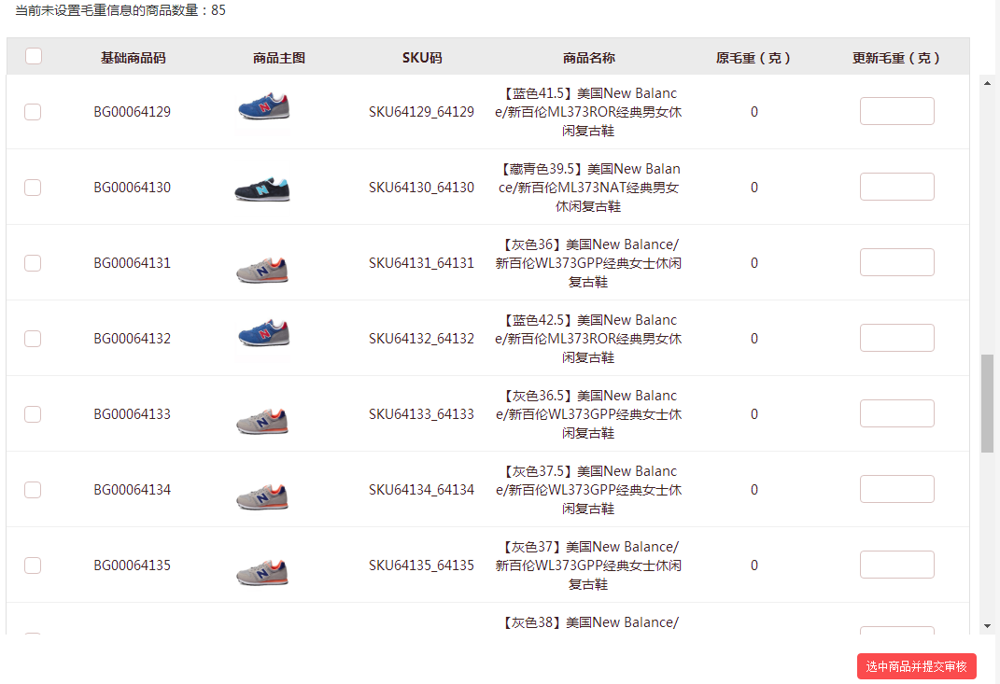 当前未设置毛重信息的商品数量：85
基础商品码 商品主图 SKU码 商品名称 原毛重（克） 更新毛重（克）
BG00064129 SKU64129_64129 【蓝色41.5】美国New Balanc
e/新百伦ML373ROR经典男女休
闲复古鞋 0
BG00064130 SKU64130_64130 【藏青色39.5】美国New Balan
ce/新百伦ML373NAT经典男女
休闲复古鞋 0
BG00064131 SKU64131_64131 【灰色36】美国New Balance/
新百伦WL373GPP经典女士休闲
复古鞋 0
BG00064132 SKU64132_64132 【蓝色42.5】美国New Balanc
e/新百伦ML373ROR经典男女休
闲复古鞋 0
BG00064133 SKU64133_64133 【灰色36.5】美国New Balanc
e/新百伦WL373GPP经典女士休
闲复古鞋 0
BG00064134 SKU64134_64134 【灰色37.5】美国New Balanc
e/新百伦WL373GPP经典女士休
闲复古鞋 0
BG00064135 SKU64135_64135 【灰色37】美国New Balance/
新百伦WL373GPP经典女士休闲
复古鞋 0
【灰色38】美国New Balance/
选中商品并提交审核